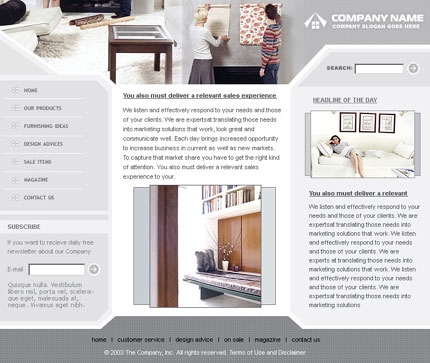 COMPANY NAME
COMPANY SLOGAN GOES HERE
SEARCH:
HOME
OUR PRODUCTS
FURNISHING IDEAS
DESIGN ADVICES
SALE ITEMS
MAGAZINE
CONTACT US
SUBSCRIBE
If you want to recieve daily free
newsletter about our Company
E-mail
Quisque nulla. Vestibulum
libero nisl, porta vel, sceleris-
que eget, malesuada at,
neque. Vivamus eget nibh.
You also must deliver a relevant sales experience
We listen and effectively respond to your needs and those
of your clients. We are expertsat translating those needs
into marketing solutions that work, look great and
communicate well. Each day brings increased opportunity
to increase business in current as well as new markets.
To capture that market share you have to get the right kind
of attention. You also must deliver a relevant sales
experience to your.
HEADLINE OF THE DAY
You also must deliver a relevant
We listen and effectively respond to your
needs and those of your clients. We are
expertsat translating those needs into
marketing solutions that work. We listen
and effectively respond to your needs
and those of your clients. We are
experts at translating those needs into
marketing solutions that work. We listen
and effectively respond to your needs
and those of your clients. We are
expertsat translating those needs into
marketing solutions
home | customer service | design advice | on sale | magazine | contact us
© 2003 The Company, Inc. All rights reserved. Terms of Use and Disclaimer